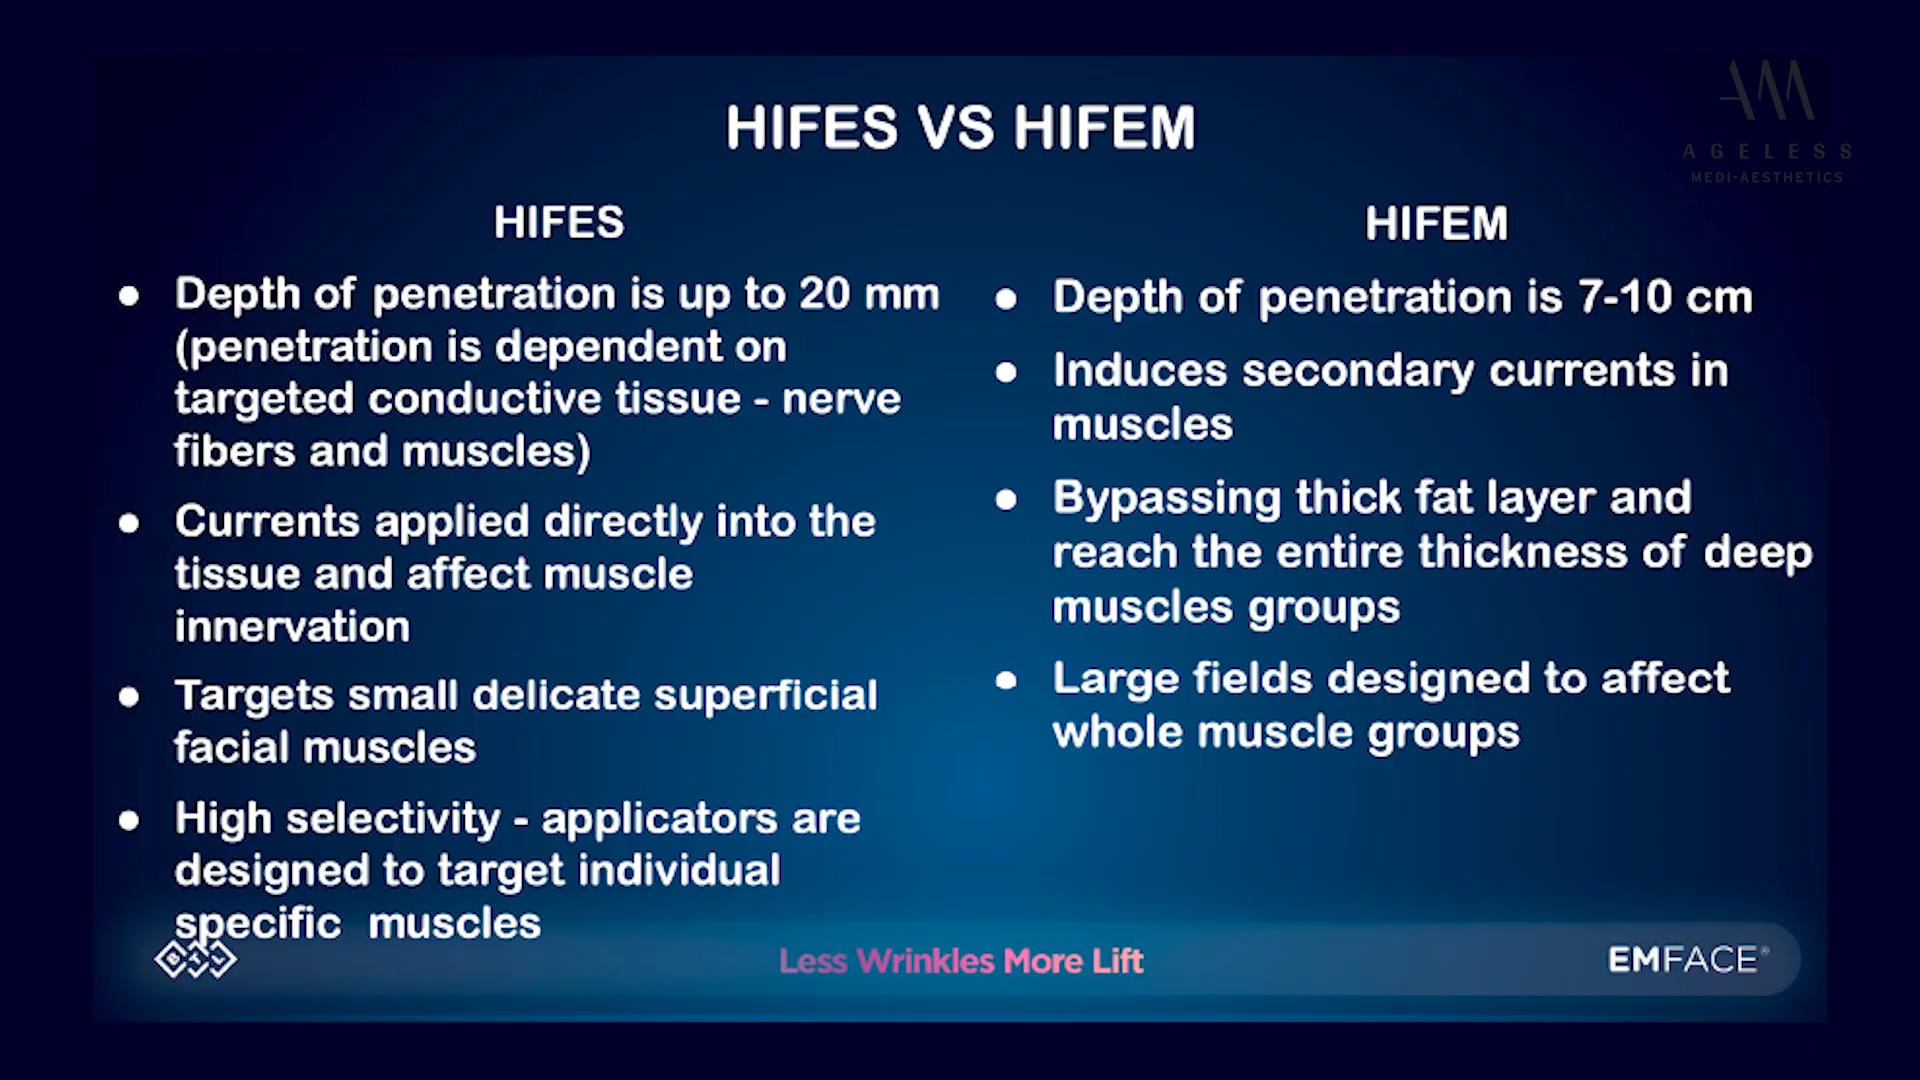 HIFES VS HIFEM
AGELESS
MEDI-AESTHETICS
HIFES
● Depth of penetration is up to 20 mm
(penetration is dependent on
targeted conductive tissue - nerve
fibers and muscles)
● Currents applied directly into the
tissue and affect muscle
innervation
● Targets small delicate superficial
facial muscles
● High selectivity - applicators are
designed to target individual
specific muscles
HIFEM
● Depth of penetration is 7-10 cm
● Induces secondary currents in
muscles
● Bypassing thick fat layer and
reach the entire thickness of deep
muscles groups
● Large fields designed to affect
whole muscle groups
BTL
Less Wrinkles More Lift
EMFACE®